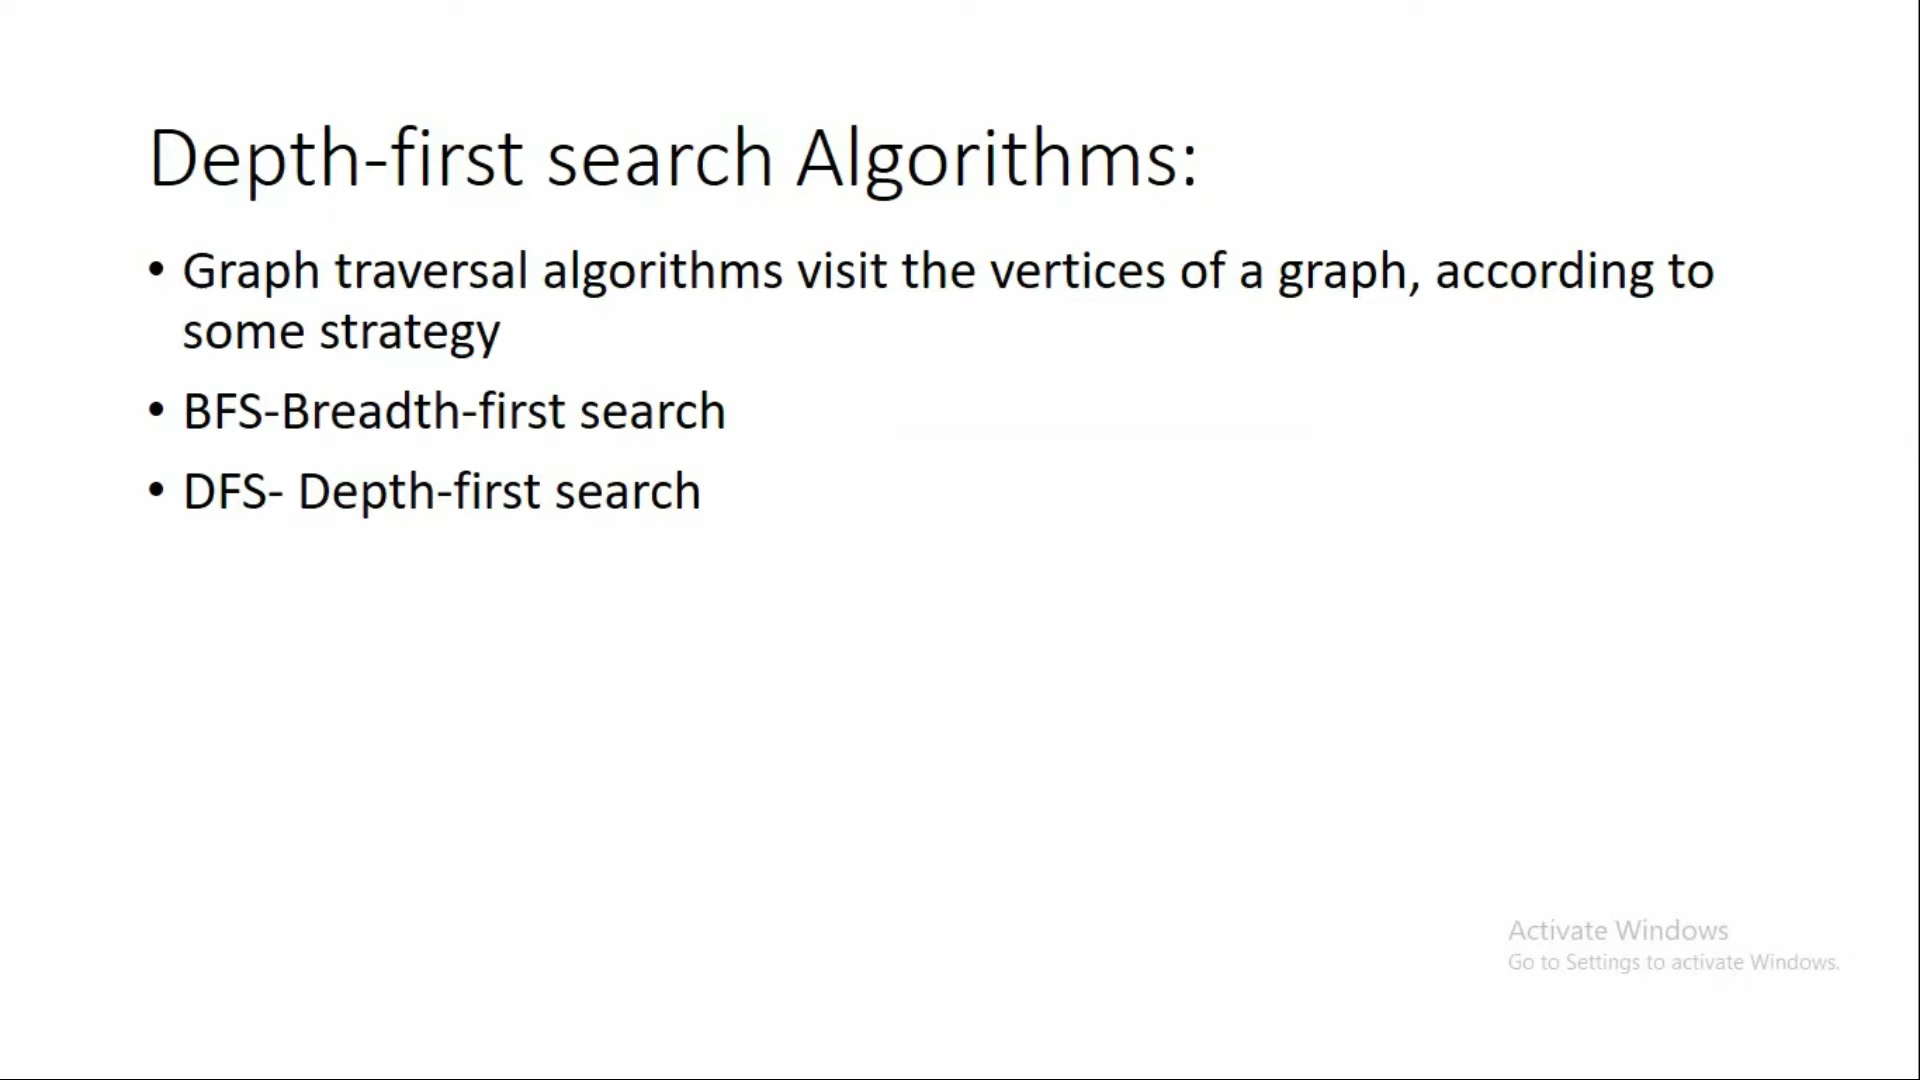 Depth-first search Algorithms:
• Graph traversal algorithms visit the vertices of a graph, according to
some strategy
• BFS-Breadth-first search
• DFS- Depth-first search
Activate Windows
Go to Settings to activate Windows.